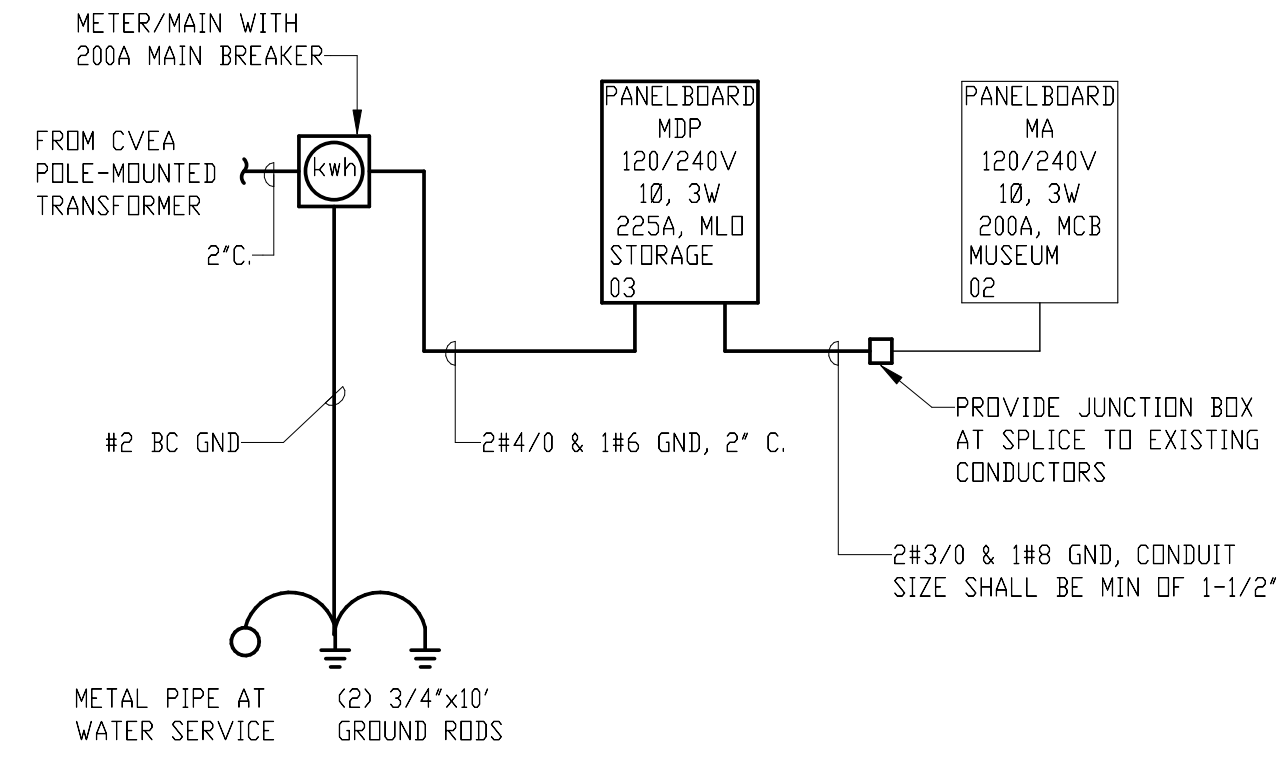 METER/MAIN WITH
200A MAIN BREAKER
FROM CVEA
POLE-MOUNTED
TRANSFORMER
kwh
2"C.
PANELBOARD
MDP
120/240V
1Ø, 3W
225A, MLO
STORAGE
03
PANELBOARD
MA
120/240V
1Ø, 3W
200A, MCB
MUSEUM
02
#2 BC GND
2#4/0 & 1#6 GND, 2" C.
PROVIDE JUNCTION BOX
AT SPLICE TO EXISTING
CONDUCTORS
2#3/0 & 1#8 GND, CONDUIT
SIZE SHALL BE MIN OF 1-1/2"
METAL PIPE AT
WATER SERVICE
(2) 3/4"x10'
GROUND RODS